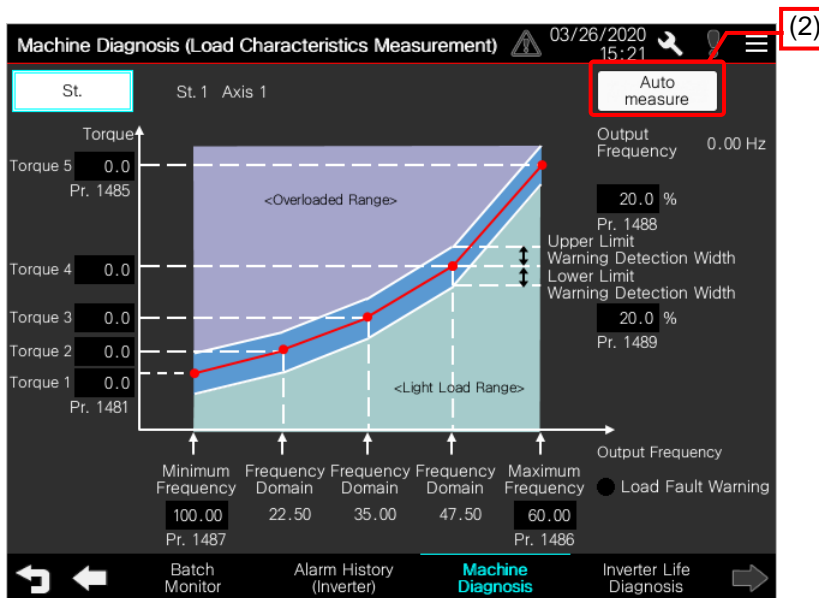 (2)
Machine Diagnosis (Load Characteristics Measurement)
03/26/2020
15:21
St.
St. 1 Axis 1
Auto
measure
Torque
Output
Frequency
0.00 Hz
Torque 5 0.0
Pr. 1485
<Overloaded Range>
20.0 %
Pr. 1488
Upper Limit
Warning Detection Width
Torque 4 0.0
Lower Limit
Warning Detection Width
Torque 3 0.0
20.0 %
Pr. 1489
Torque 2 0.0
Torque 1 0.0
Pr. 1481
<Light Load Range>
Output Frequency
Minimum
Frequency
Frequency
Domain
Frequency
Domain
Frequency
Domain
Maximum
Frequency
Load Fault Warning
100.00 22.50 35.00 47.50 60.00
Pr. 1487
Pr. 1486
Batch
Monitor
Alarm History
(Inverter)
Machine
Diagnosis
Inverter Life
Diagnosis